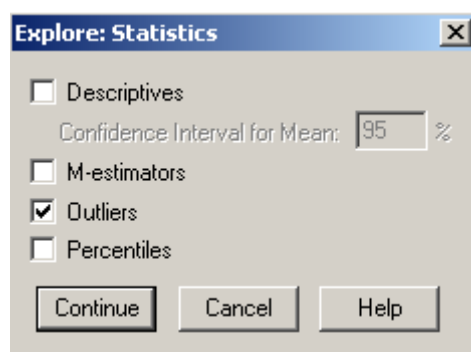 Explore: Statistics
Descriptives
Confidence Interval for Mean: 95 %
M-estimators
Outliers
Percentiles
Continue Cancel Help